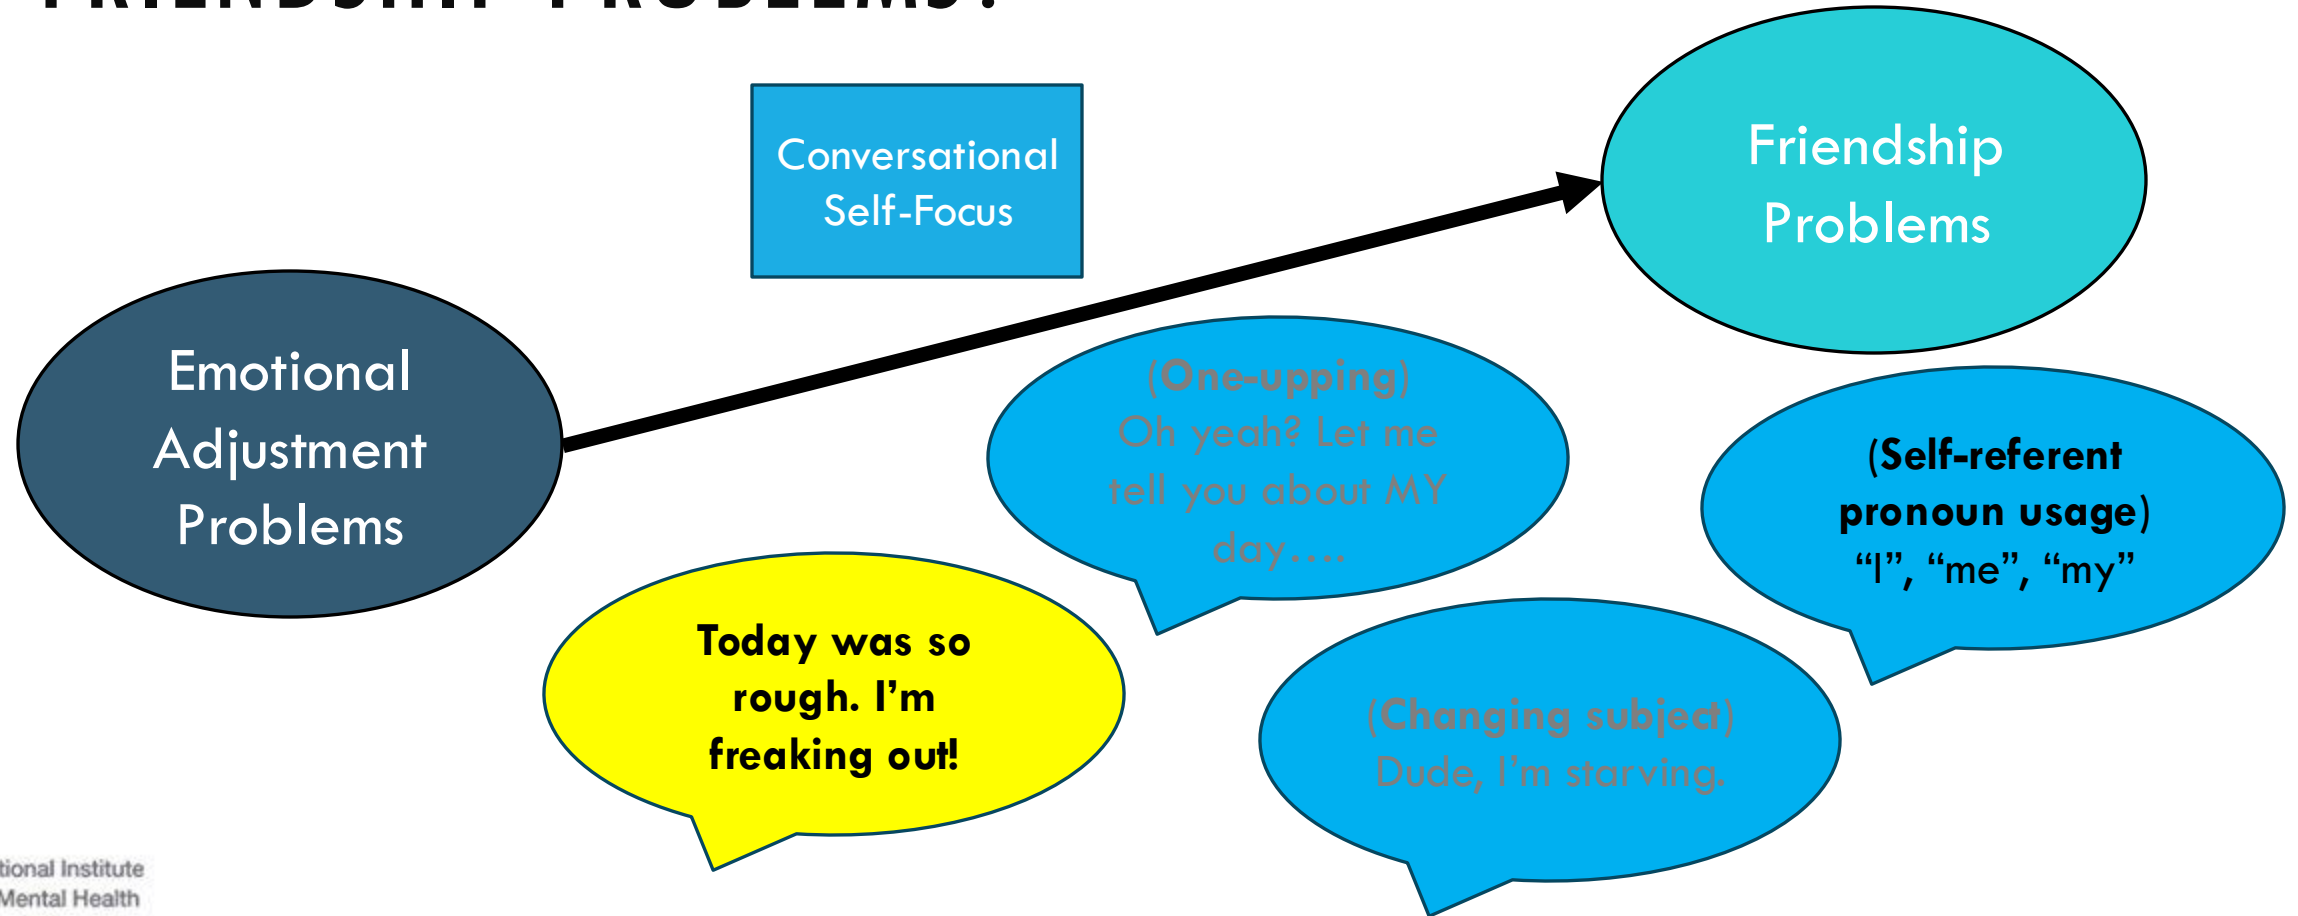 FRIENDSHIP PROBLEMS?
Conversational
Self-Focus
Friendship
Problems
Emotional
Adjustment
Problems
(One-upping)
Oh yeah? Let me
tell you about MY
day….
(Self-referent
pronoun usage)
“I”, “me”, “my”
Today was so
rough. I’m
freaking out!
(Changing subject)
Dude, I’m starving.
tional Institute
Mental Health